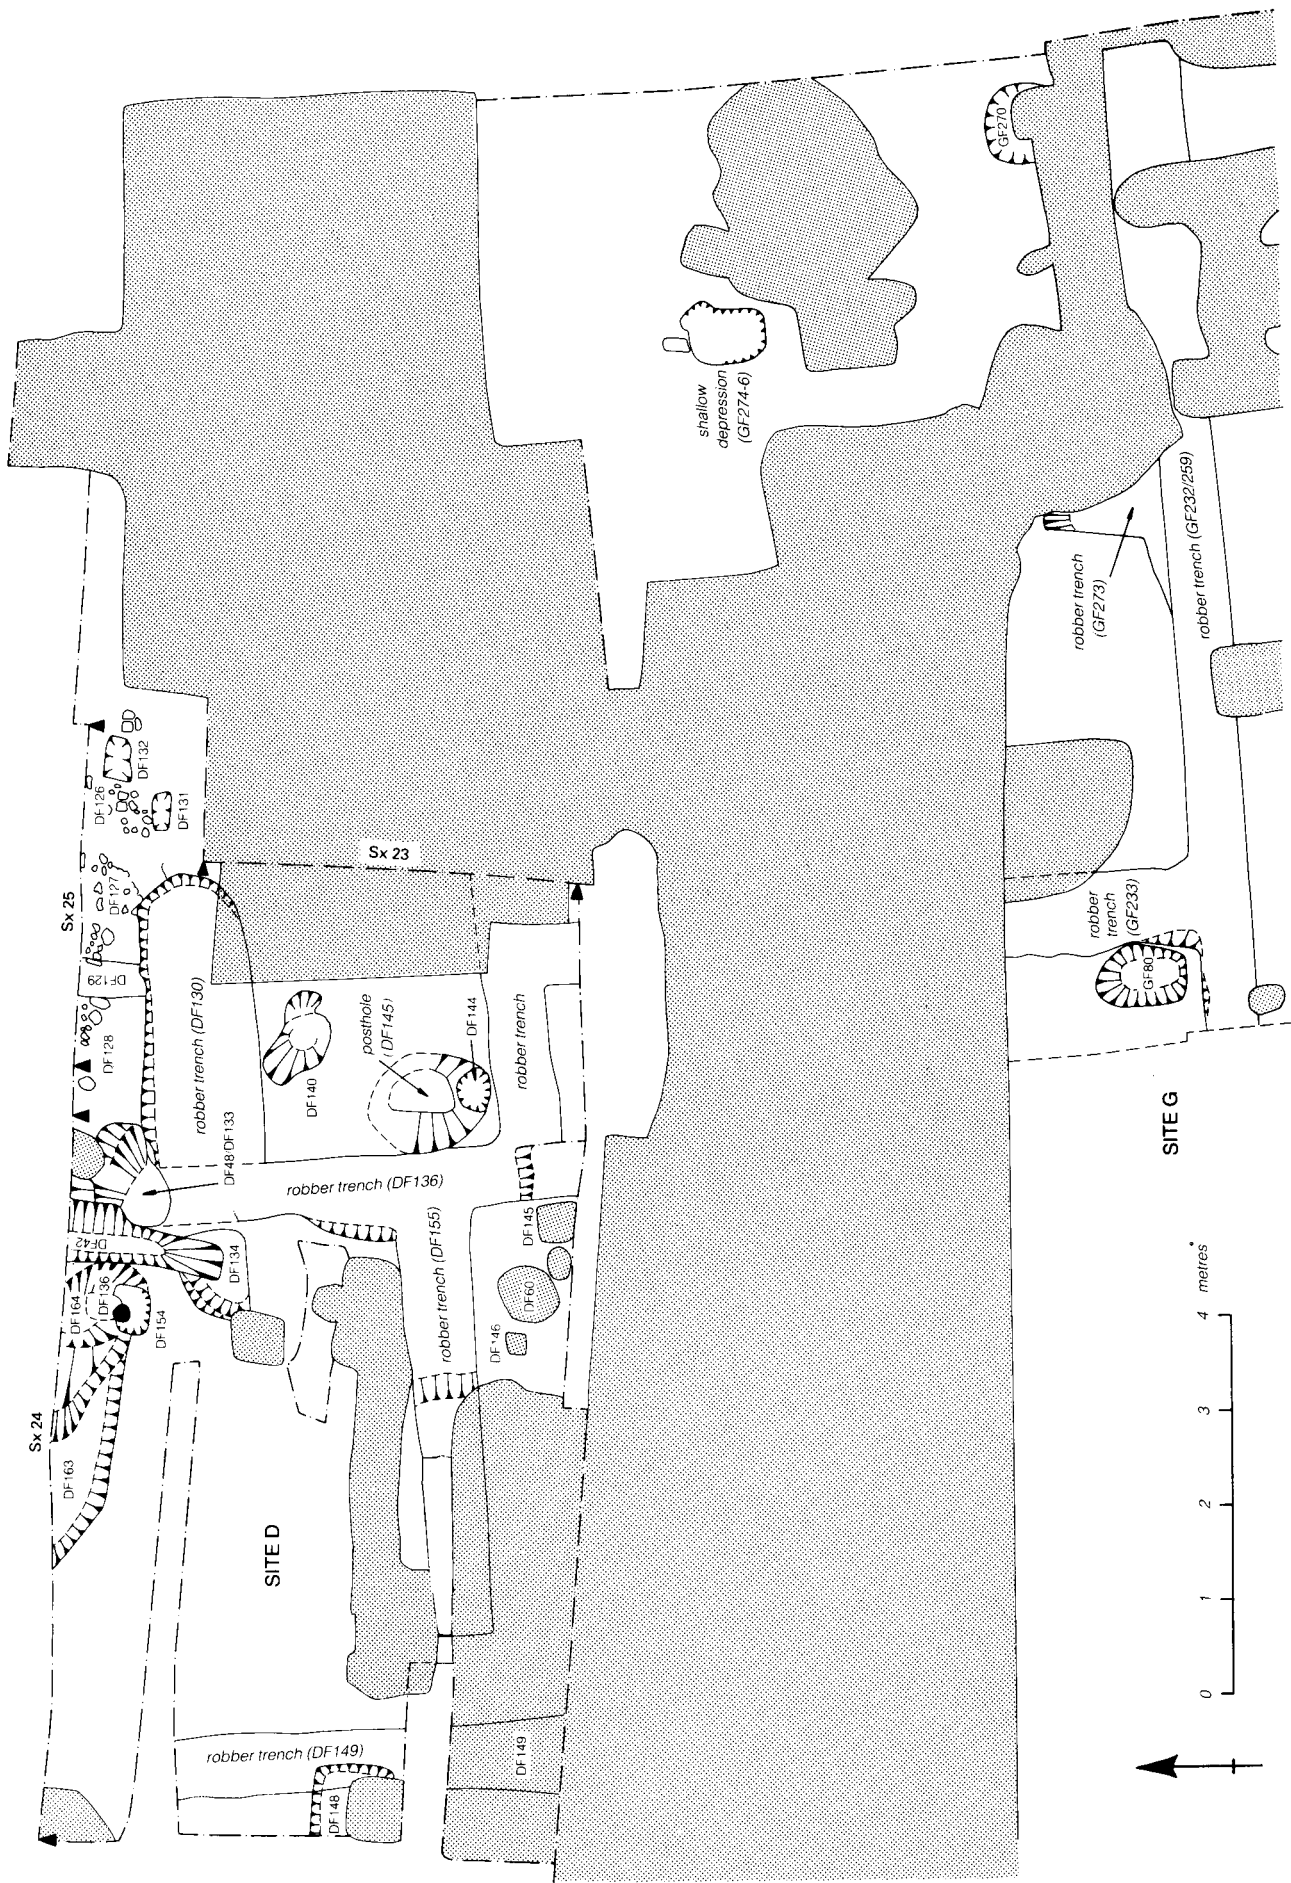 Sx 24
DF163
DF164
DF136
DF154
DF42
DF134
DF48/DF133
DF128
DF129
Sx 25
DF127
DF126
DF131
DF132
robber trench (DF130)
Sx 23
DF140
posthole
(DF145)
DF144
robber trench
robber trench (DF136)
robber trench (DF155)
DF145
DF60
DF146
SITE D
robber trench (DF149)
DF148
DF149
shallow
depression
(GF274-6)
GF270
robber trench
(GF273)
robber trench (GF232/259)
robber
trench
(GF233)
GF80
SITE G
0 1 2 3 4 metres